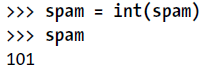 >>> spam = int(spam)
>>> spam
101